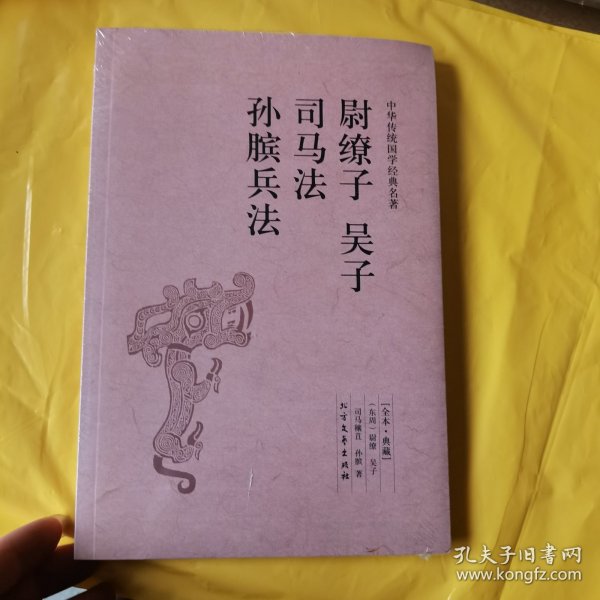 中华传统国学经典名著
尉缭子 吴子
司马法
孙膑兵法
[全本·典藏]
(东周)尉缭 吴子
司马穰苴 孙膑 著
北方文艺出版社
孔夫子旧书网
www.kongfz.com